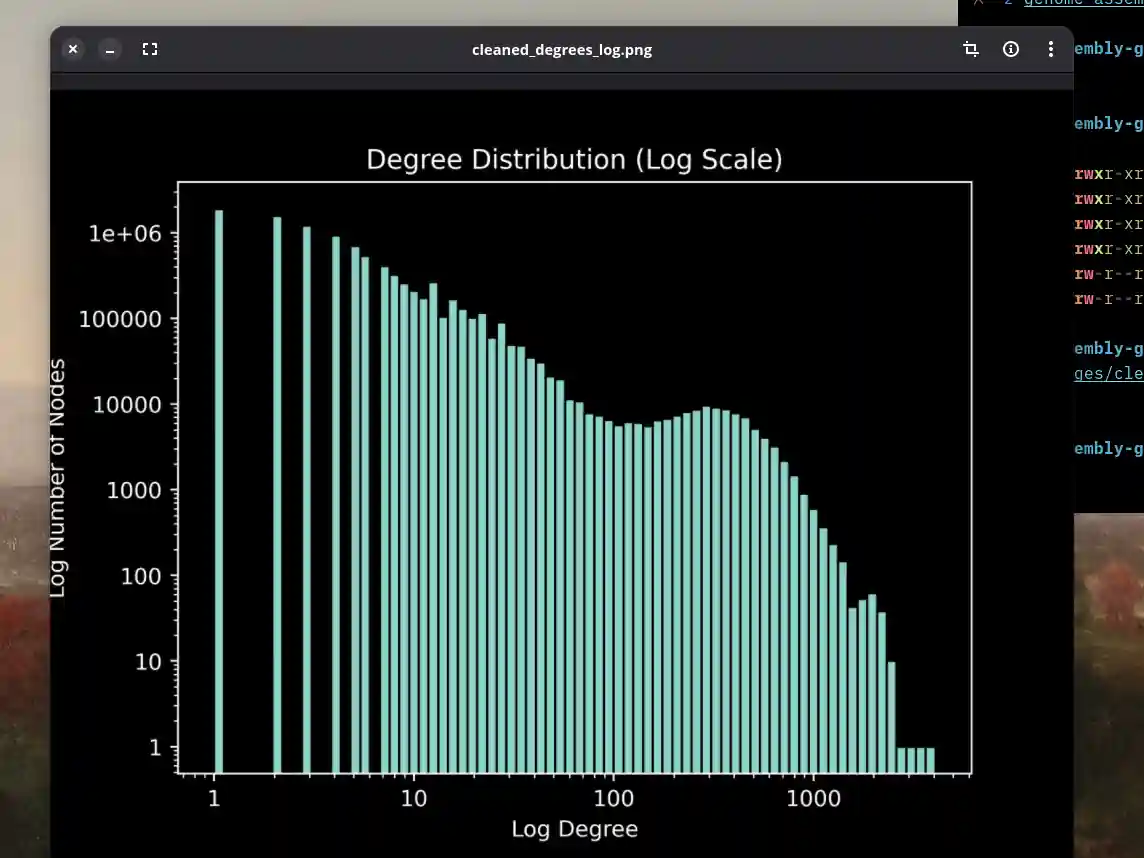 cleaned_degrees_log.png
Degree Distribution (Log Scale)
Log Number of Nodes
1e+06
100000
10000
1000
100
10
1
1
10
100
1000
Log Degree
2 genome-assem
embly-g
embly-g
rwxr-xr
rwxr-xr
rwxr-xr
rwxr-xr
rw-r--r
rw-r--r
embly-g
ges/cle
embly-g